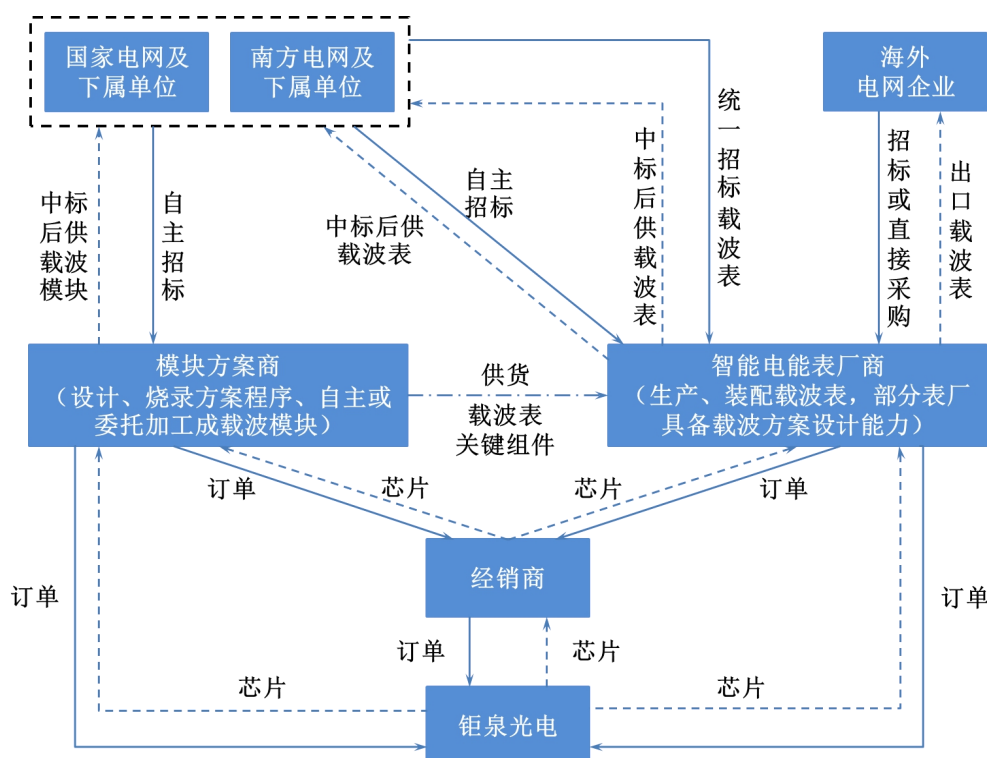 国家电网及
下属单位
南方电网及
下属单位
海外
电网企业
中标
后供
载波
模块
自
主
招
标
自主
招标
中标后供
载波表
中
标
后
供
载
波
表
统
一
招
标
载
波
表
招
标
或
直
接
采
购
出
口
载
波
表
模块方案商
（设计、烧录方案程序、自主或
委托加工成载波模块）
供货
载波表
关键组件
智能电能表厂商
（生产、装配载波表，部分表厂
具备载波方案设计能力）
订单
芯片
芯片
订单
经销商
订单
订单
订单
芯片
芯片
芯片
钜泉光电